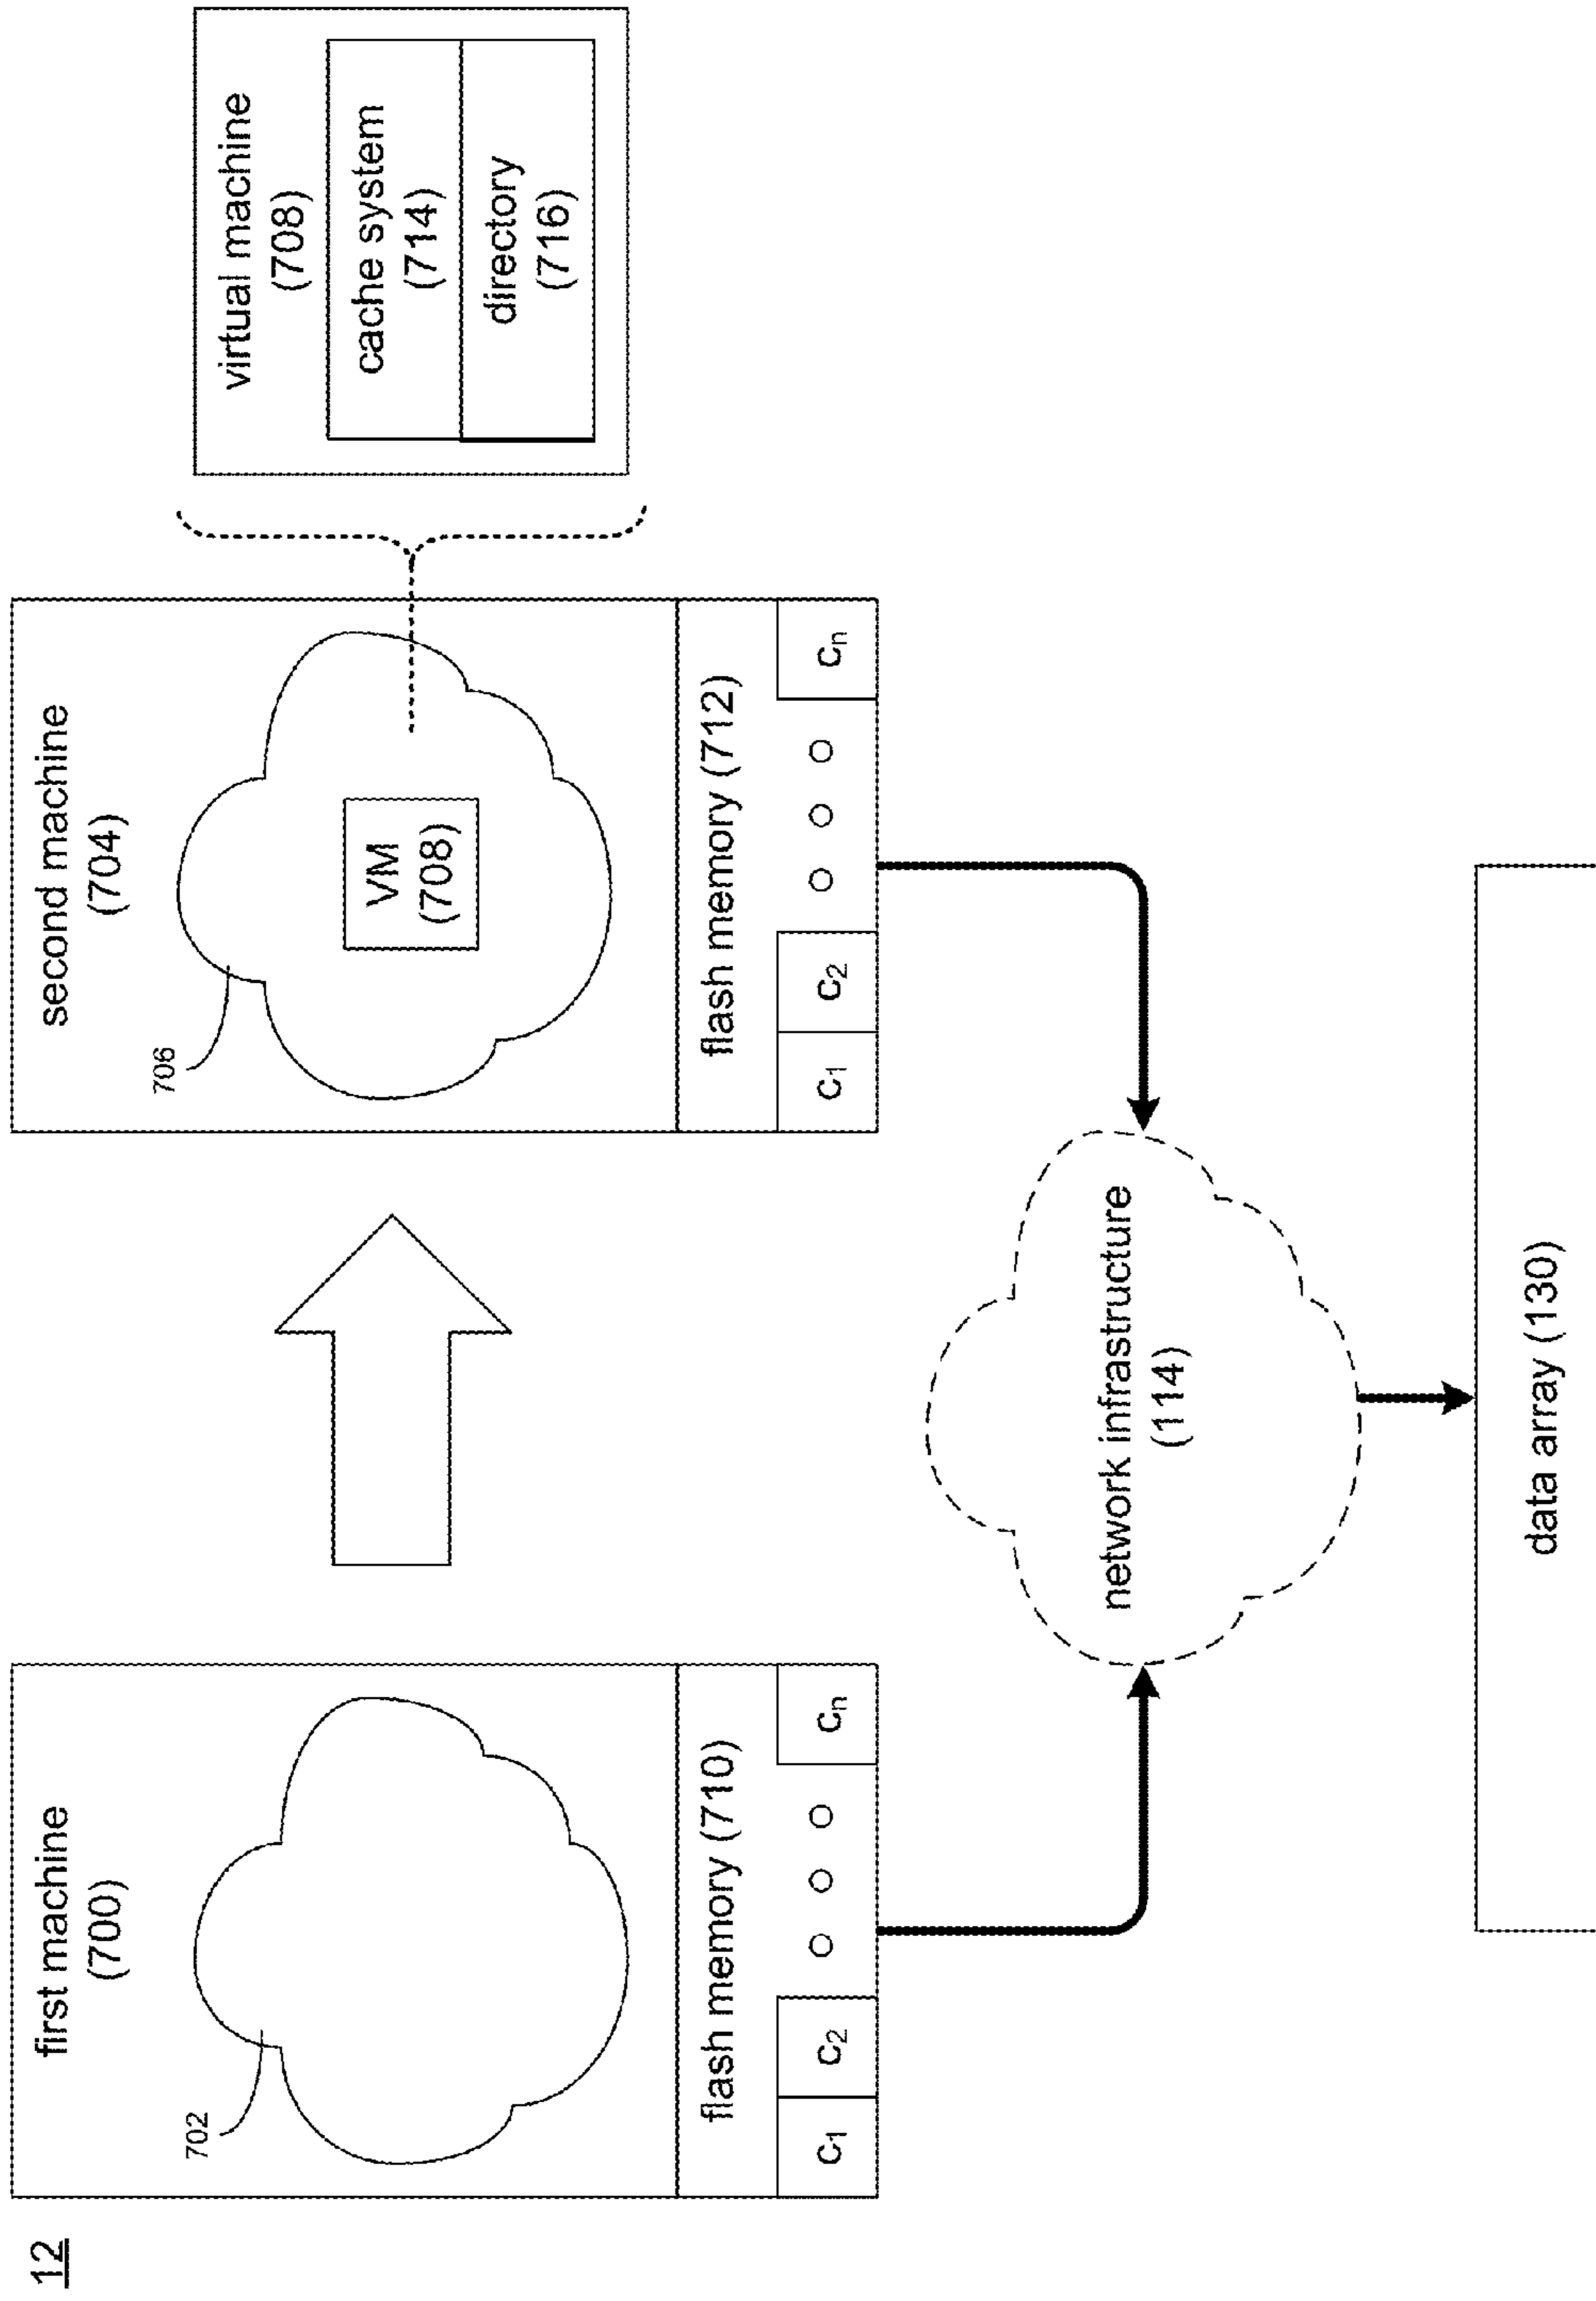 12
first machine
(700)
702
flash memory (710)
C1
C2
Cn
second machine
(704)
706
VM
(708)
flash memory (712)
C1
C2
Cn
virtual machine
(708)
cache system
(714)
directory
(716)
network infrastructure
(114)
data array (130)